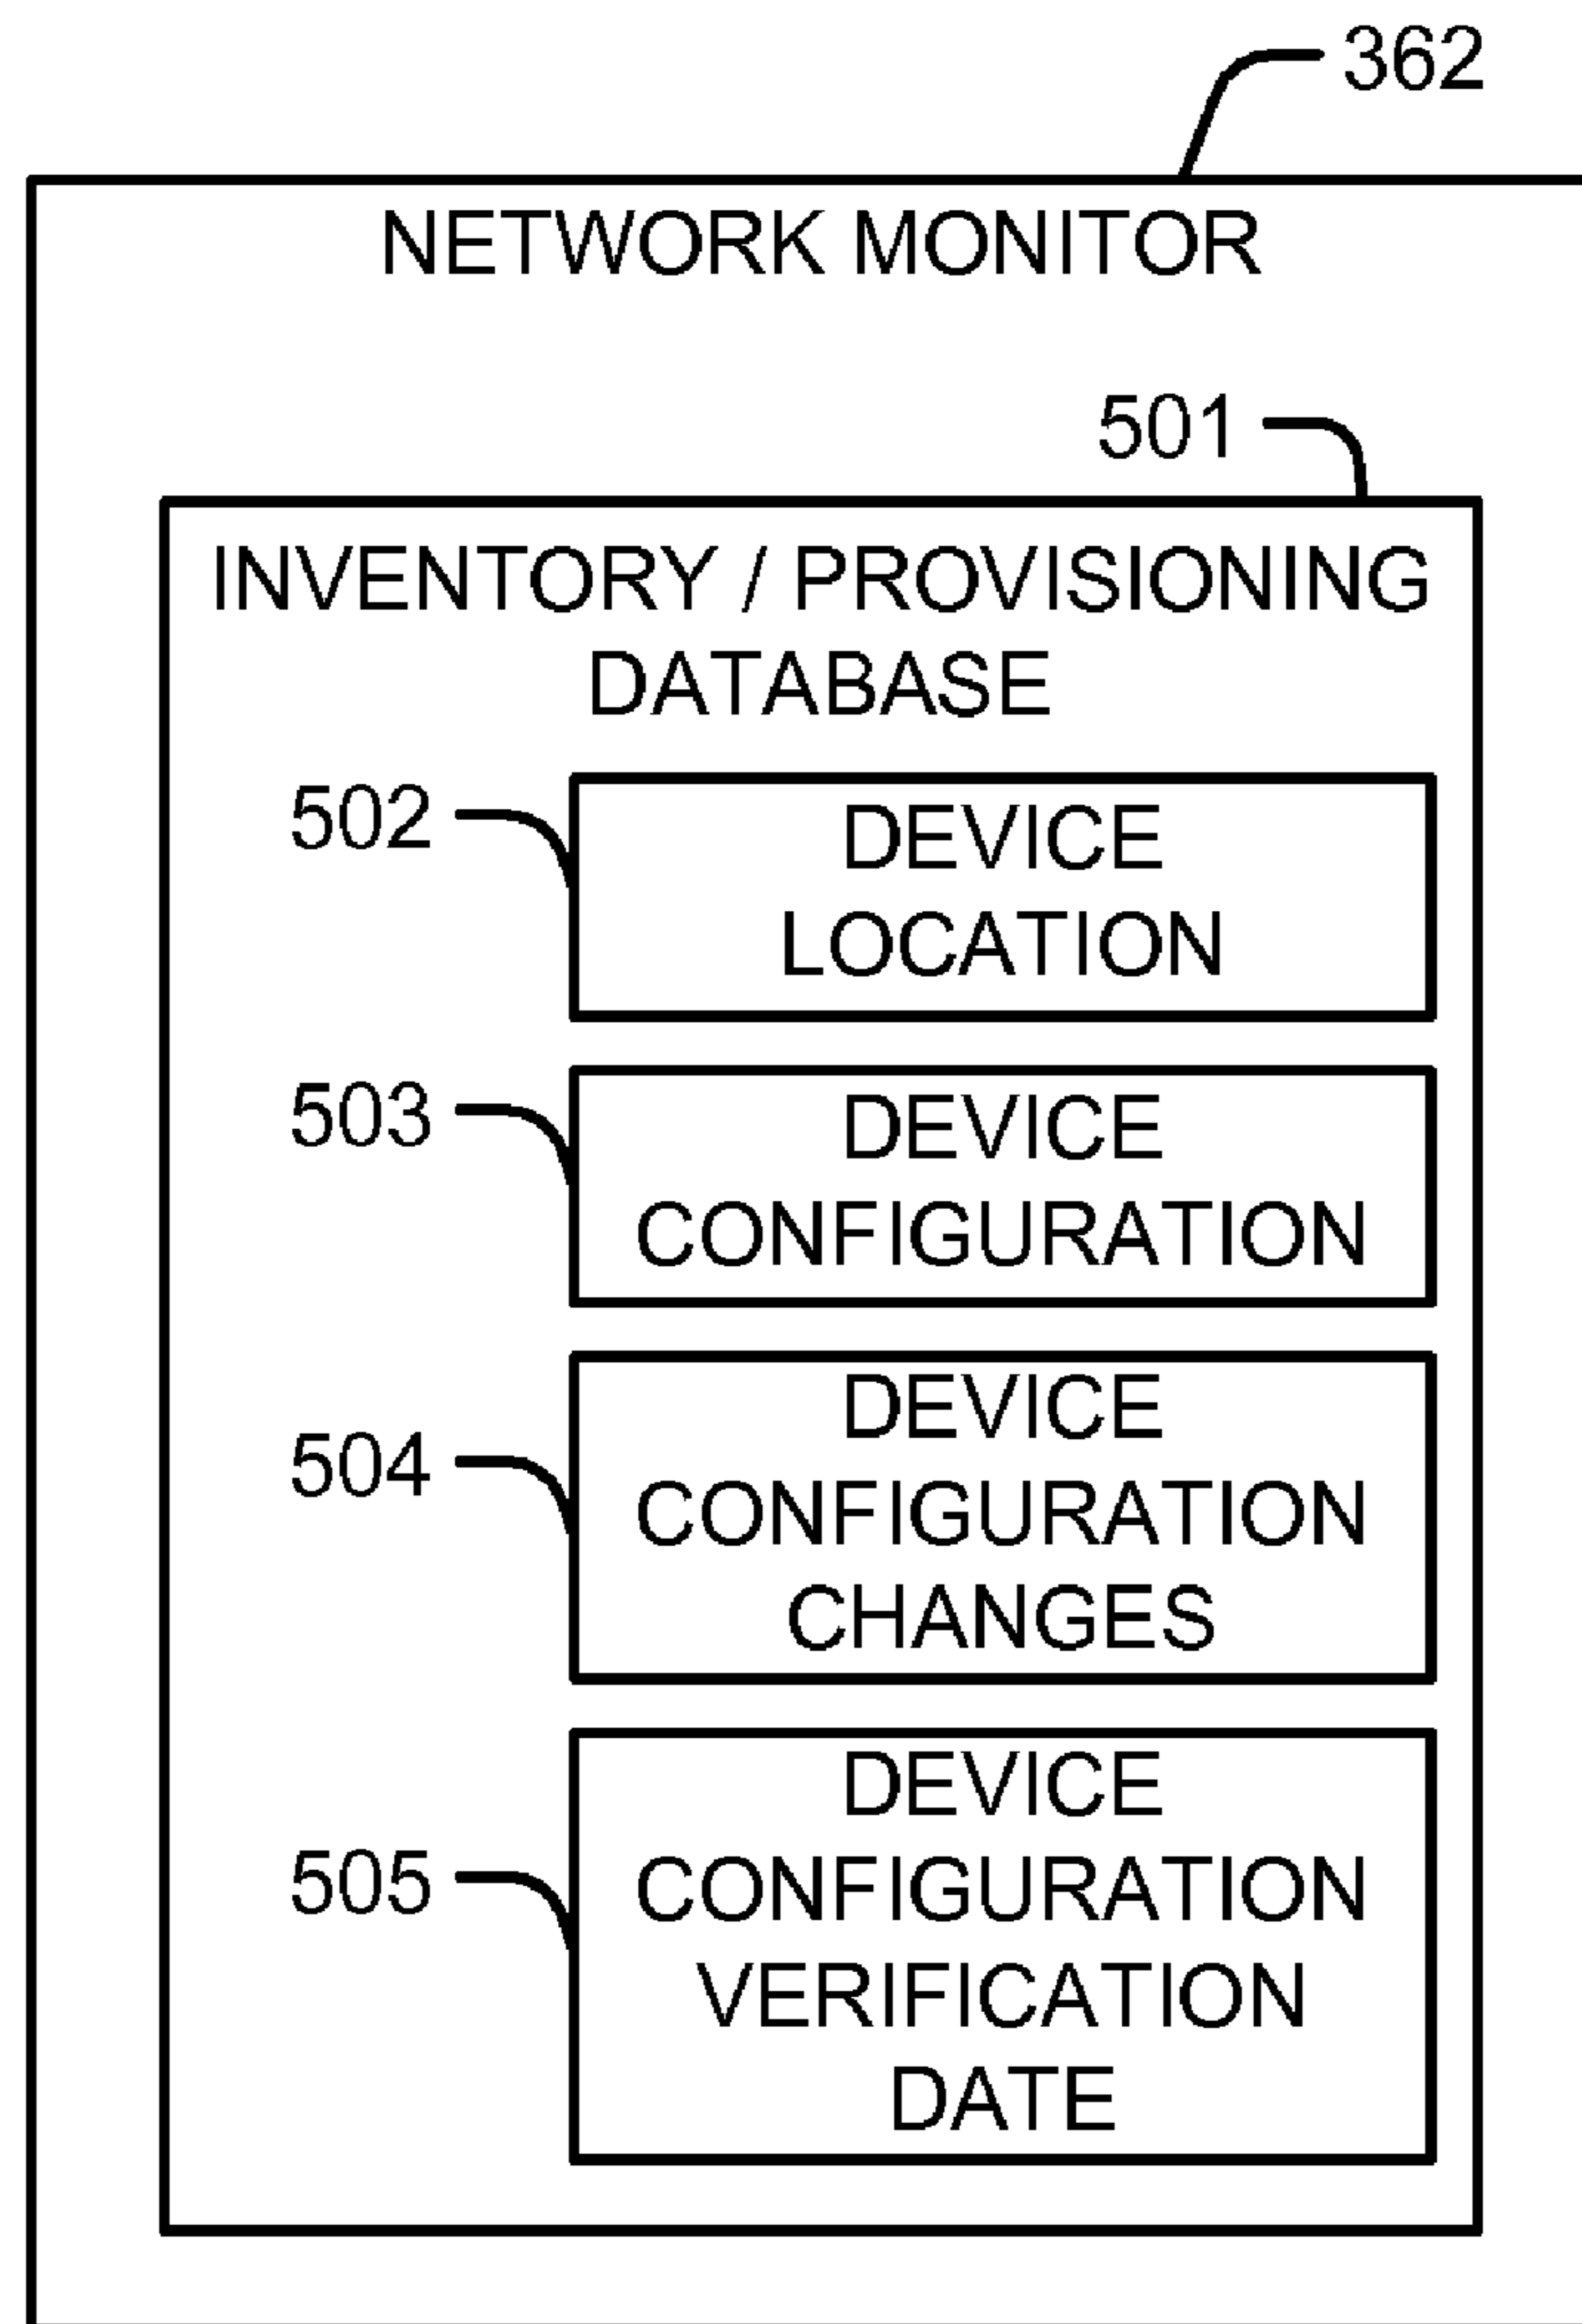 362
NETWORK MONITOR
501
INVENTORY / PROVISIONING
DATABASE
502
DEVICE
LOCATION
503
DEVICE
CONFIGURATION
504
DEVICE
CONFIGURATION
CHANGES
505
DEVICE
CONFIGURATION
VERIFICATION
DATE